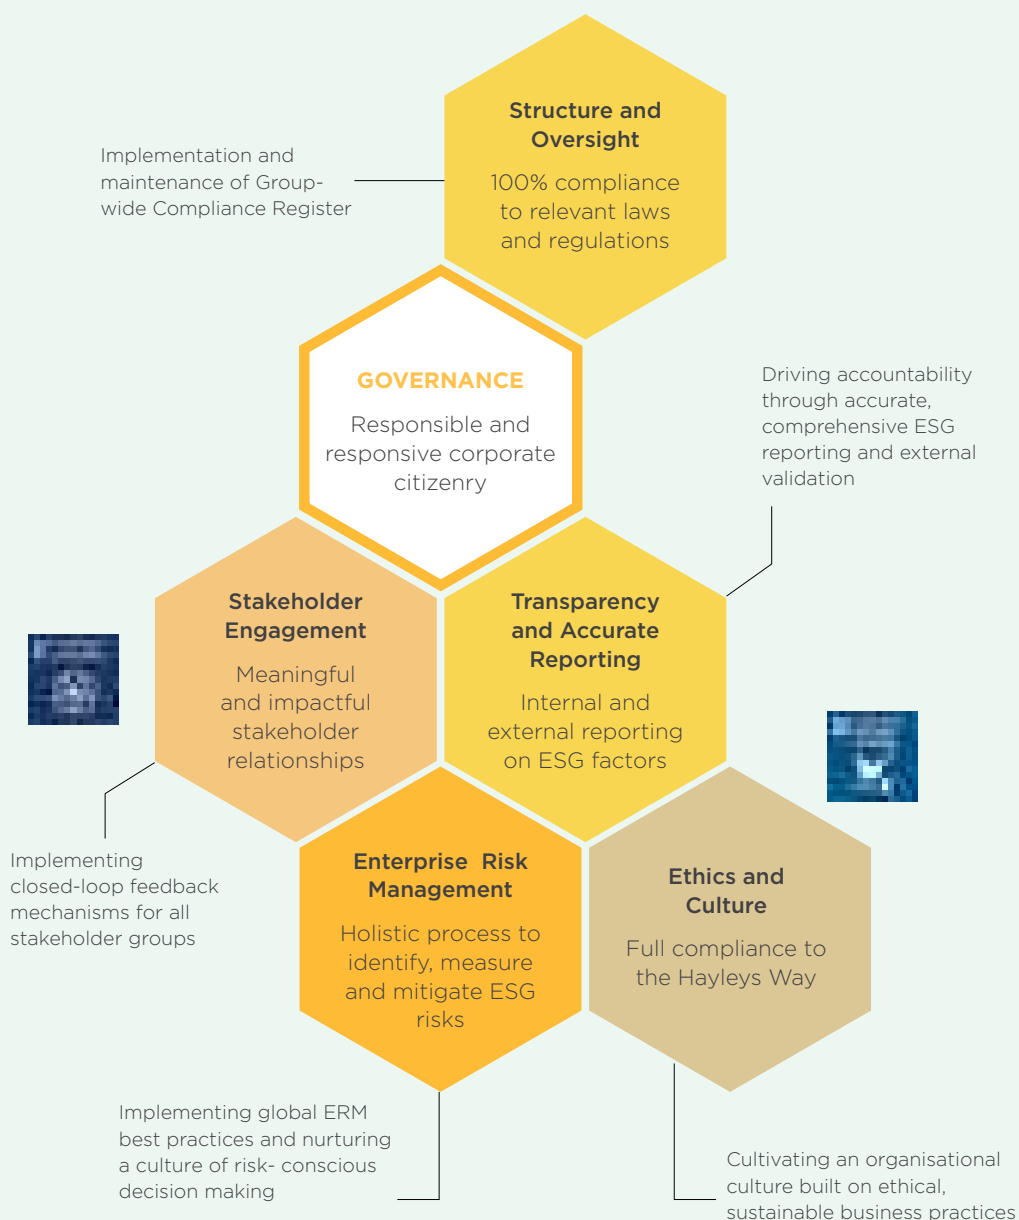 Structure and
Oversight
100% compliance
to relevant laws
and regulations
Implementation and
maintenance of Group-
wide Compliance Register
GOVERNANCE
Responsible and
responsive corporate
citizenry
Driving accountability
through accurate,
comprehensive ESG
reporting and external
validation
Stakeholder
Engagement
Meaningful
and impactful
stakeholder
relationships
Transparency
and Accurate
Reporting
Internal and
external reporting
on ESG factors
Implementing
closed-loop feedback
mechanisms for all
stakeholder groups
Enterprise Risk
Management
Holistic process to
identify, measure
and mitigate ESG
risks
Ethics and
Culture
Full compliance to
the Hayleys Way
Implementing global ERM
best practices and nurturing
a culture of risk- conscious
decision making
Cultivating an organisational
culture built on ethical,
sustainable business practices